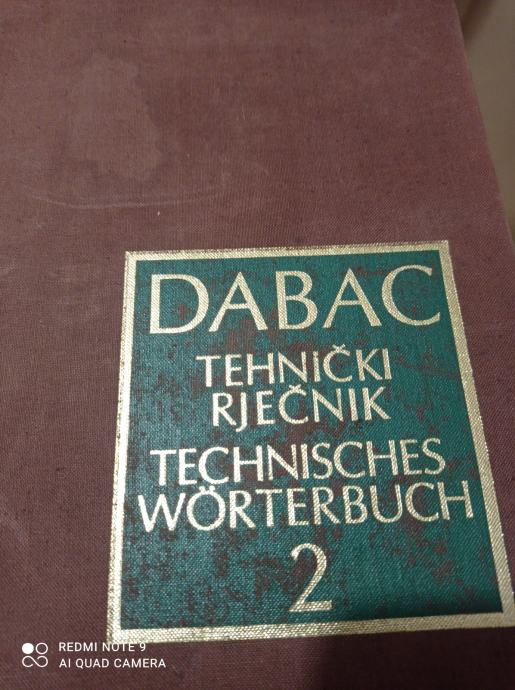 DABAC
TEHNIČKI
RJEČNIK
TECHNISCHES
WÖRTERBUCH
2
REDMI NOTE 9
AI QUAD CAMERA